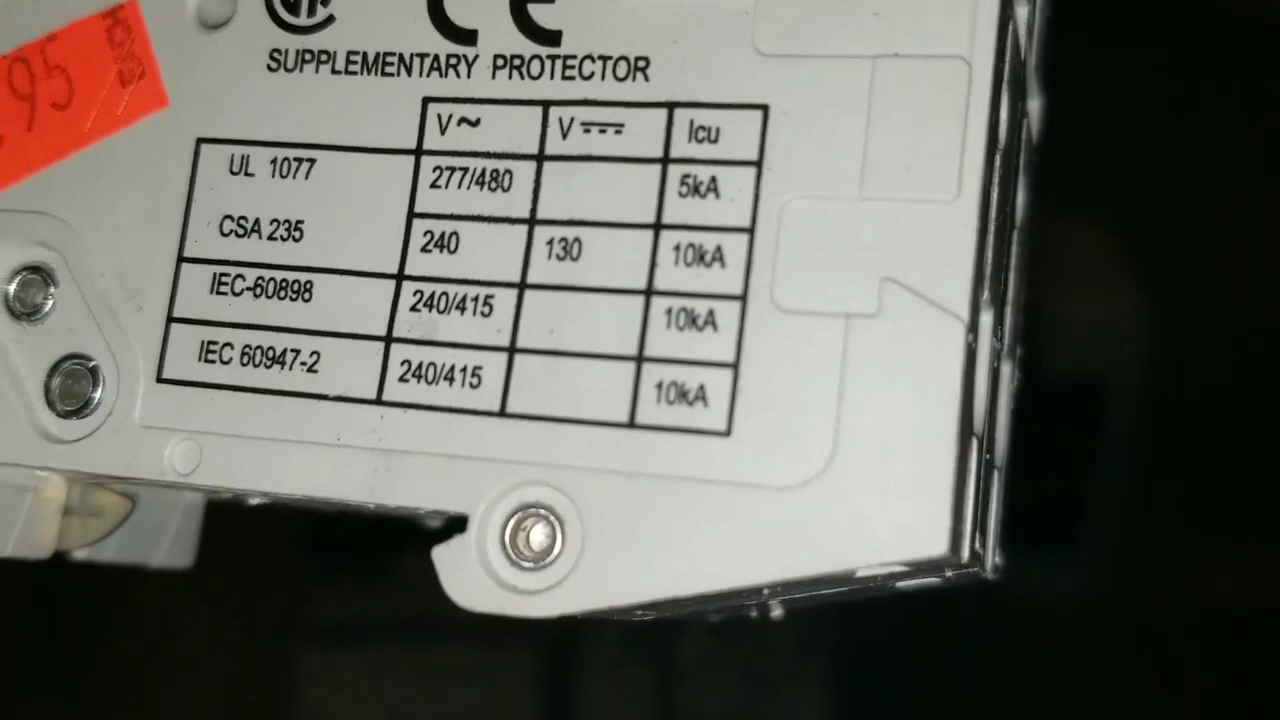 95
CE
SUPPLEMENTARY PROTECTOR
V~ V⎓ Icu
UL 1077 277/480 5kA
CSA 235 240 130 10kA
IEC-60898 240/415 10kA
IEC 60947-2 240/415 10kA